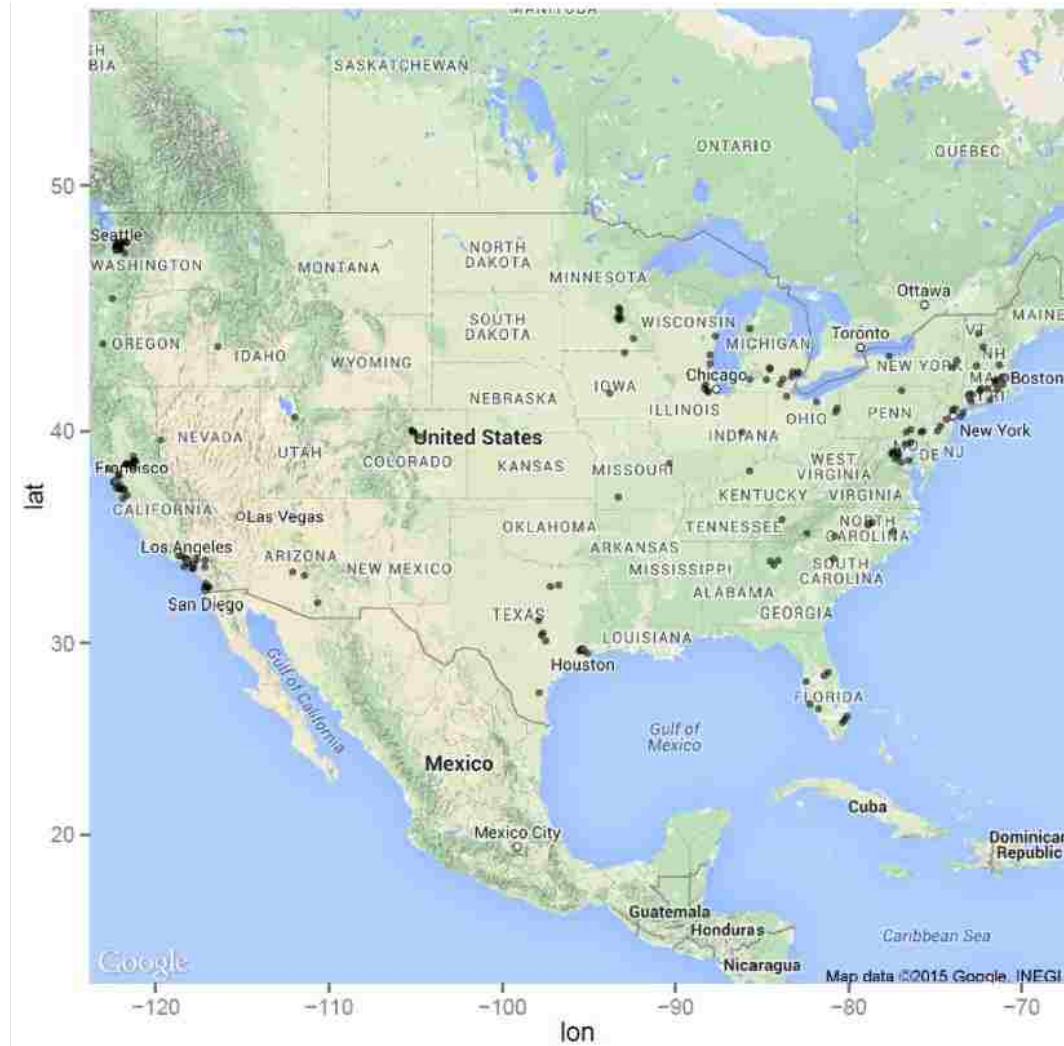 MANITOBA
SASKATCHEWAN
BIA
ONTARIO
QUEBEC
50
Seattle
WASHINGTON
MONTANA
NORTH
DAKOTA
MINNESOTA
Ottawa
MAINE
OREGON
IDAHO
SOUTH
DAKOTA
WISCONSIN
MICHIGAN
Toronto
VT
NH
NEW YORK
WYOMING
Chicago
MA
Boston
IOWA
NEBRASKA
ILLINOIS
OHIO
PENN
RI
40
NEVADA
United States
INDIANA
New York
UTAH
COLORADO
KANSAS
MISSOURI
WEST
VIRGINIA
DE
NJ
Francisco
CALIFORNIA
Las Vegas
KENTUCKY
VIRGINIA
OKLAHOMA
TENNESSEE
NORTH
CAROLINA
Los Angeles
ARIZONA
NEW MEXICO
ARKANSAS
MISSISSIPPI
SOUTH
CAROLINA
San Diego
ALABAMA
GEORGIA
TEXAS
LOUISIANA
30
Houston
Gulf of California
FLORIDA
Gulf of
Mexico
Mexico
Cuba
20
Mexico City
Dominican
Republic
Guatemala
Honduras
Caribbean Sea
Nicaragua
Google
Map data ©2015 Google, INEGI
−120
−110
−100
−90
−80
−70
lon
lat